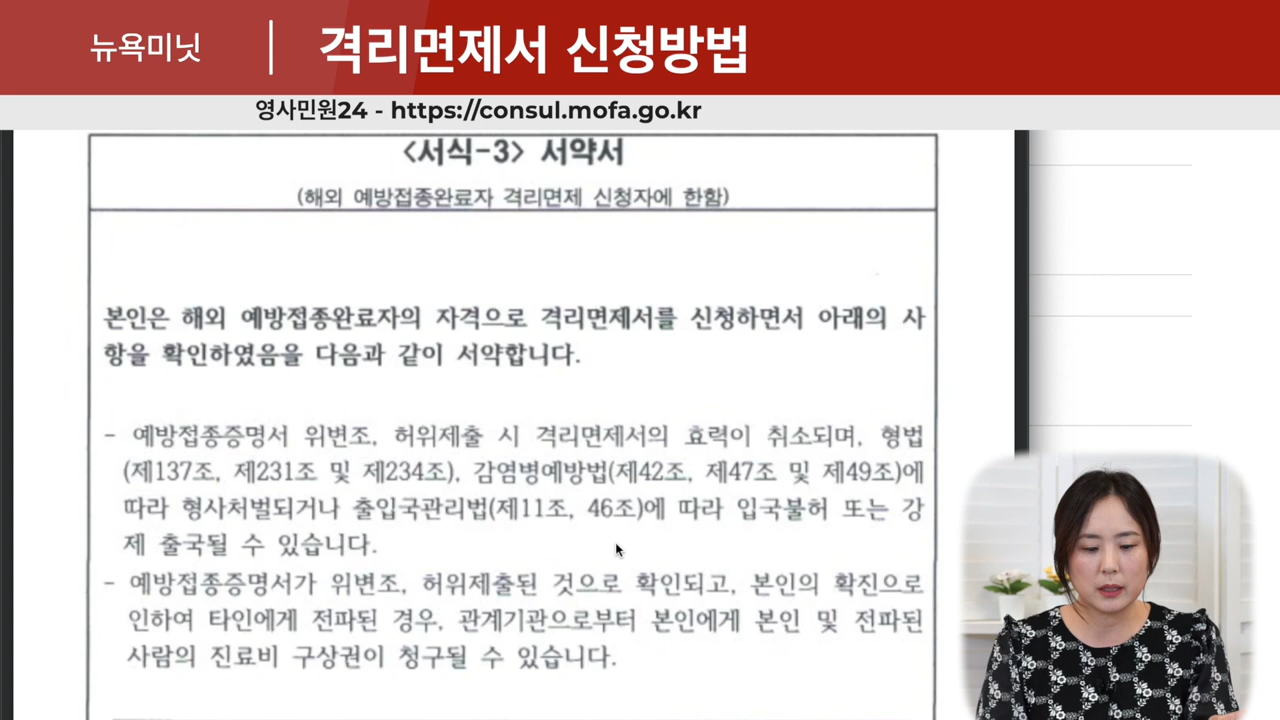 뉴욕미닛
격리면제서 신청방법
영사민원24 - https://consul.mofa.go.kr
<서식-3> 서약서
(해외 예방접종완료자 격리면제 신청자에 한함)
본인은 해외 예방접종완료자의 자격으로 격리면제서를 신청하면서 아래의 사
항을 확인하였음을 다음과 같이 서약합니다.
- 예방접종증명서 위변조, 허위제출 시 격리면제서의 효력이 취소되며, 형법
(제137조, 제231조 및 제234조), 감염병예방법(제42조, 제47조 및 제49조)에
따라 형사처벌되거나 출입국관리법(제11조, 46조)에 따라 입국불허 또는 강
제 출국될 수 있습니다.
- 예방접종증명서가 위변조, 허위제출된 것으로 확인되고, 본인의 확진으로
인하여 타인에게 전파된 경우, 관계기관으로부터 본인에게 본인 및 전파된
사람의 진료비 구상권이 청구될 수 있습니다.